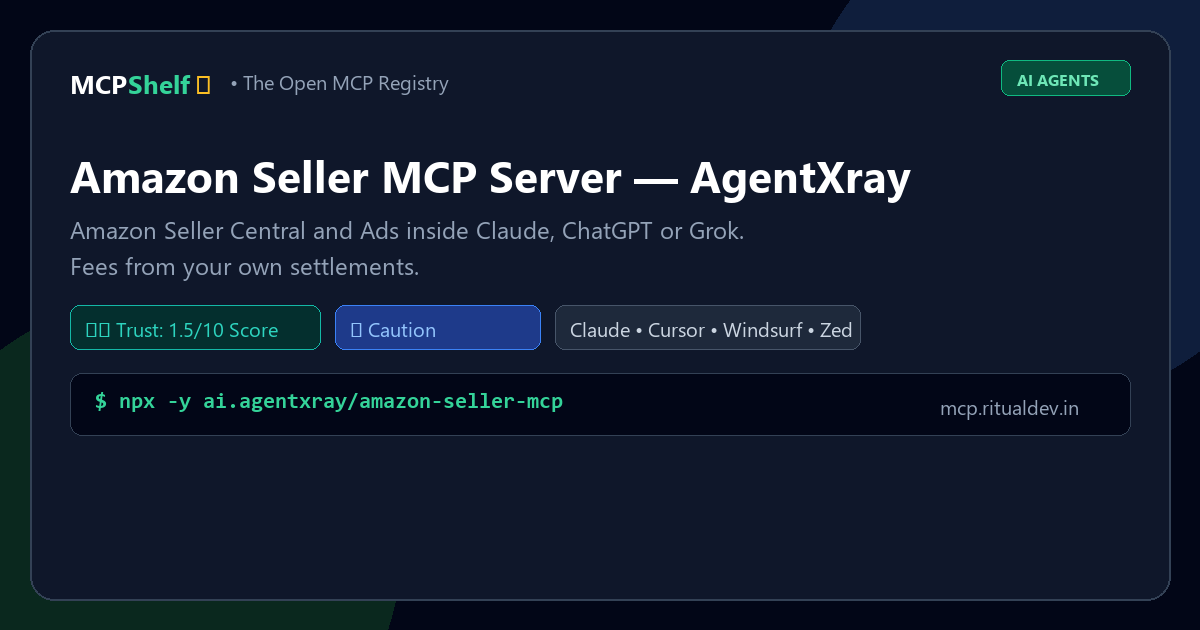 MCPShelf • The Open MCP Registry
AI AGENTS
Amazon Seller MCP Server — AgentXray
Amazon Seller Central and Ads inside Claude, ChatGPT or Grok.
Fees from your own settlements.
Trust: 1.5/10 Score
Caution
Claude • Cursor • Windsurf • Zed
$ npx -y ai.agentxray/amazon-seller-mcp
mcp.ritualdev.in